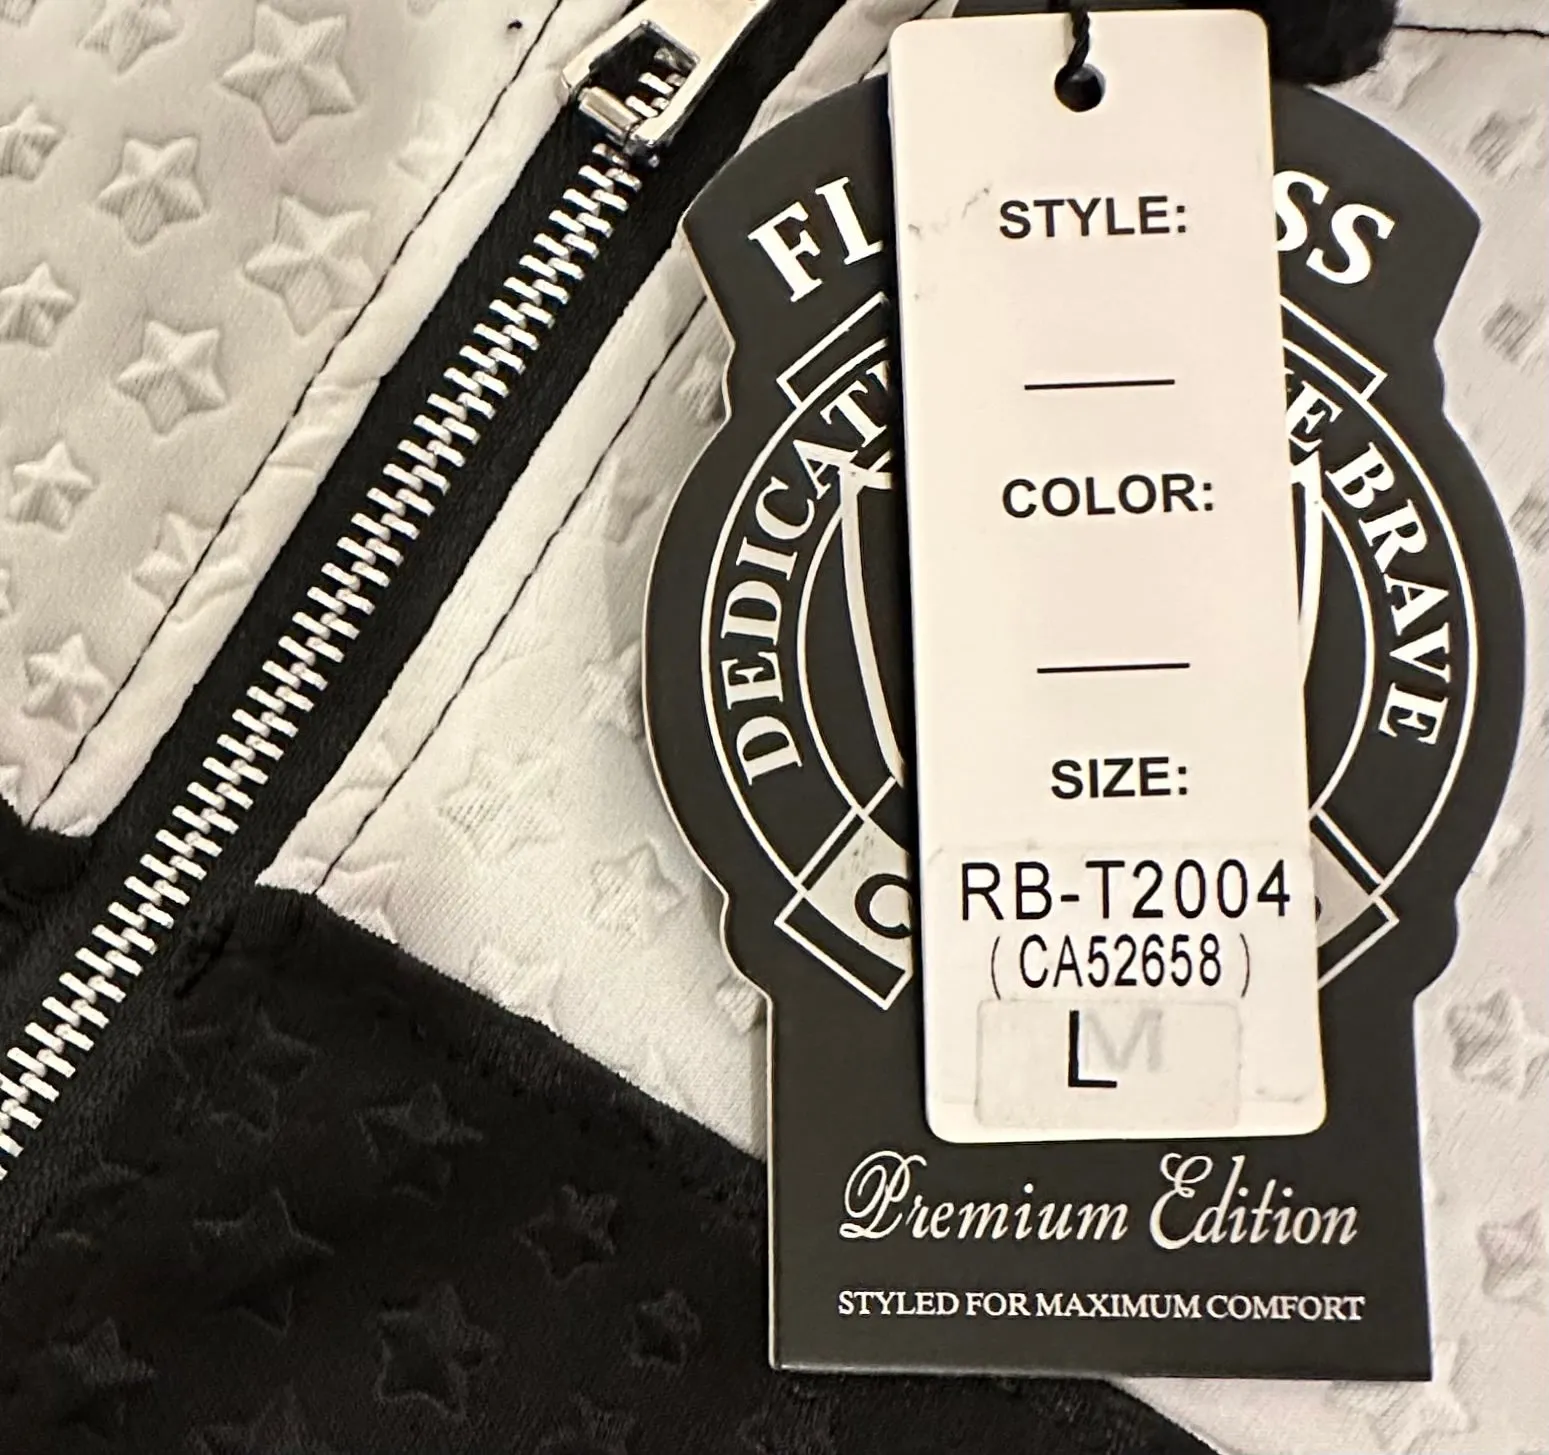 STYLE:
COLOR:
SIZE:
RB-T2004
(CA52658)
L M
BRAVE
Premium Edition
STYLED FOR MAXIMUM COMFORT